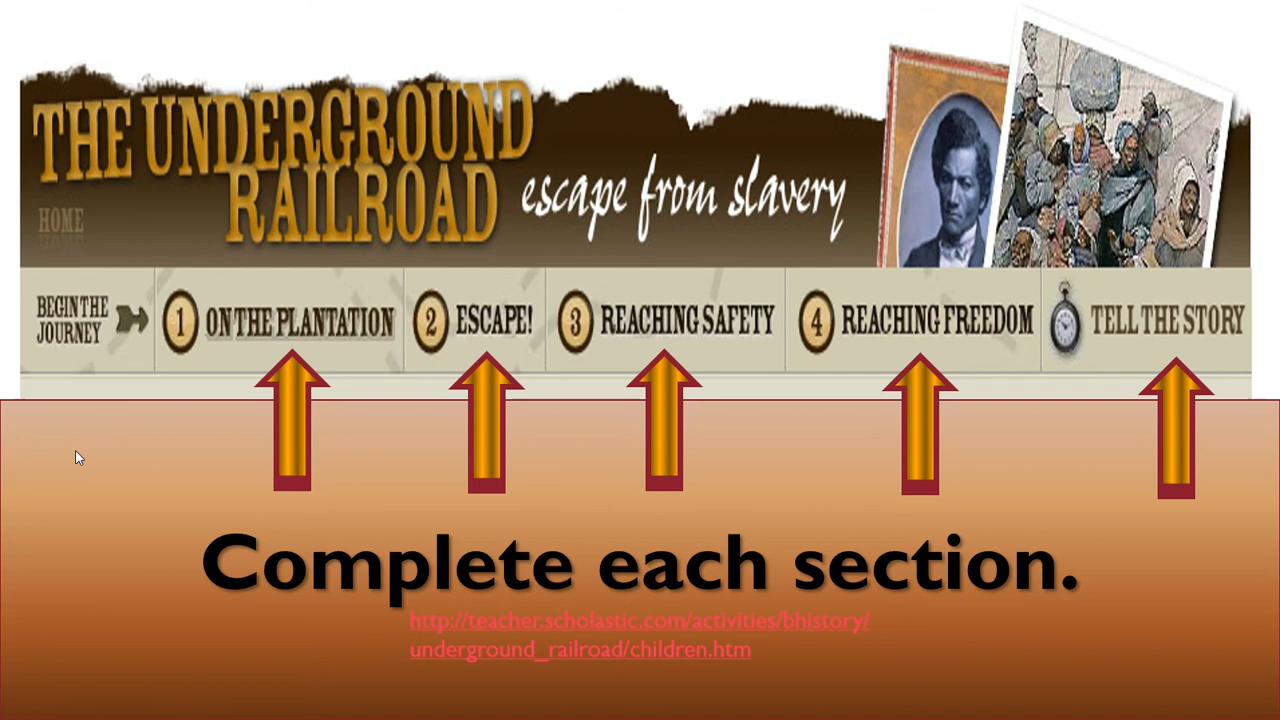 THE UNDERGROUND
RAILROAD
escape from slavery
HOME
BEGIN THE
JOURNEY
1 ON THE PLANTATION
2 ESCAPE!
3 REACHING SAFETY
4 REACHING FREEDOM
TELL THE STORY
Complete each section.
http://teacher.scholastic.com/activities/bhistory/
underground_railroad/children.htm